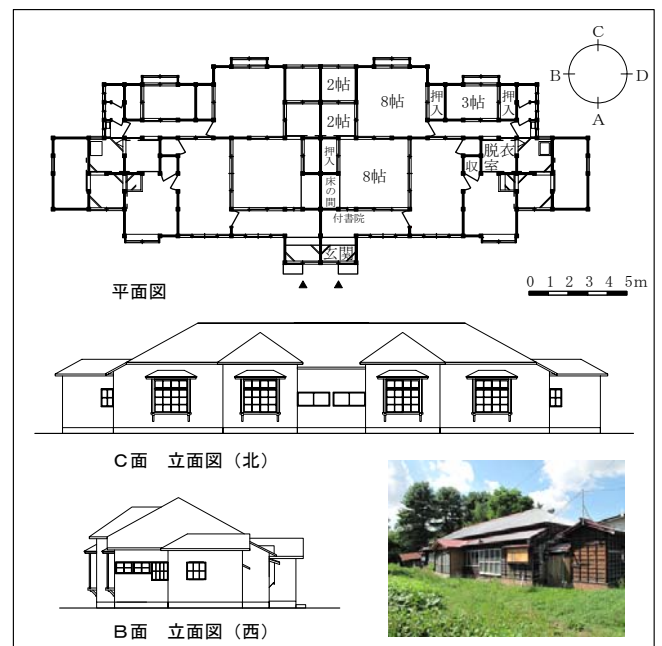 C
B
D
A
2帖
2帖
8帖
押入
3帖
押入
押入
床の間
8帖
収
脱衣室
付書院
玄関
平面図
0 1 2 3 4 5m
C面 立面図(北)
B面 立面図(西)